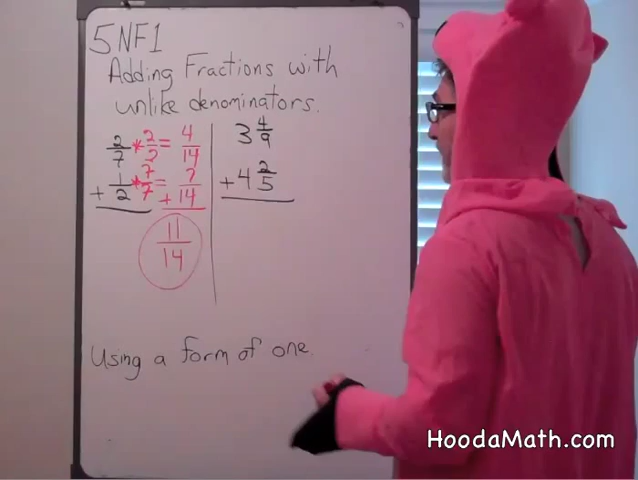 5NF1
Adding Fractions with
unlike denominators.
2/7 * 2/2 = 4/14
+ 1/2 * 7/7 = + 7/14
11/14
3 4/9
+ 4 2/5
Using a form of one.
HoodaMath.com